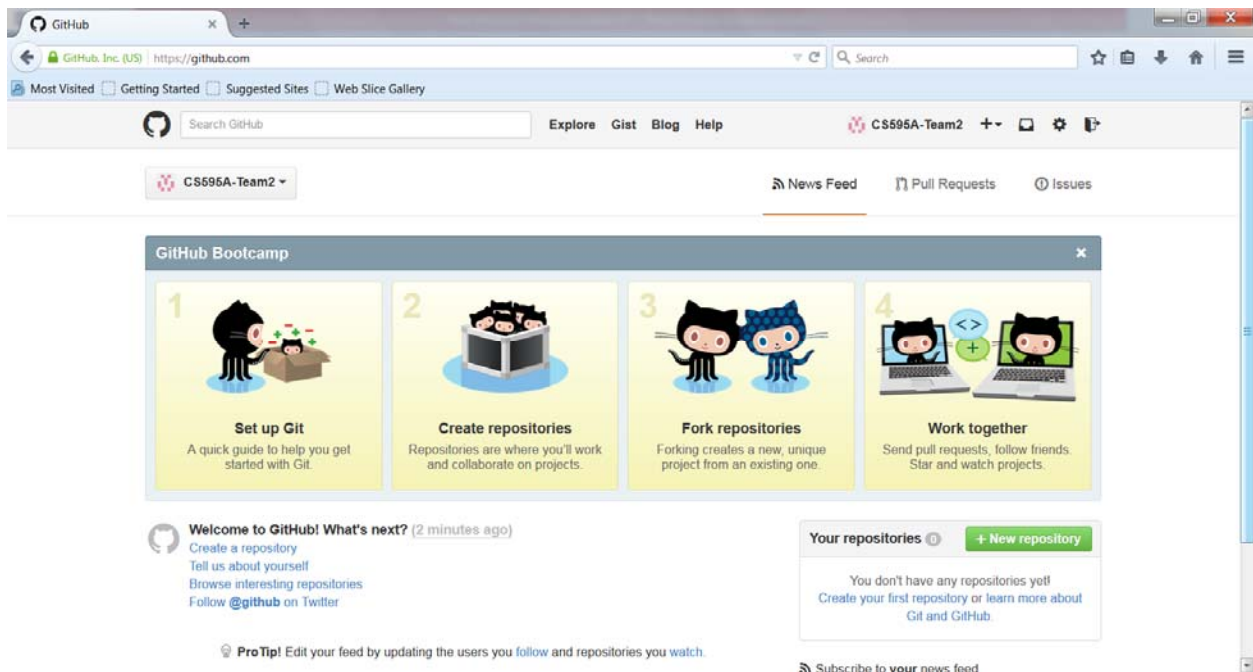 GitHub
GitHub, Inc. (US) https://github.com
Search
Most Visited Getting Started Suggested Sites Web Slice Gallery
Search GitHub Explore Gist Blog Help CS595A-Team2
CS595A-Team2 News Feed Pull Requests Issues
GitHub Bootcamp
1
Set up Git
A quick guide to help you get
started with Git.
2
Create repositories
Repositories are where you'll work
and collaborate on projects.
3
Fork repositories
Forking creates a new, unique
project from an existing one.
4
Work together
Send pull requests, follow friends.
Star and watch projects.
Welcome to GitHub! What's next? (2 minutes ago)
Create a repository
Tell us about yourself
Browse interesting repositories
Follow @github on Twitter
ProTip! Edit your feed by updating the users you follow and repositories you watch.
Your repositories 0 + New repository
You don't have any repositories yet!
Create your first repository or learn more about
Git and GitHub.
Subscribe to your news feed